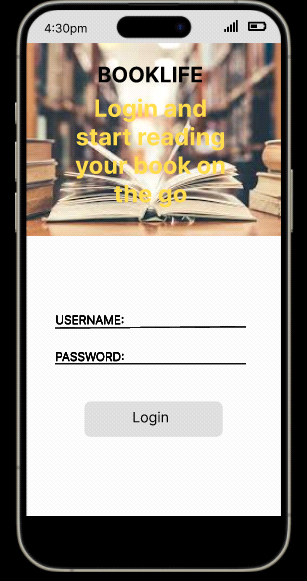 4:30pm
BOOKLIFE
Login and
start reading
your book on
the go
USERNAME:
PASSWORD:
Login